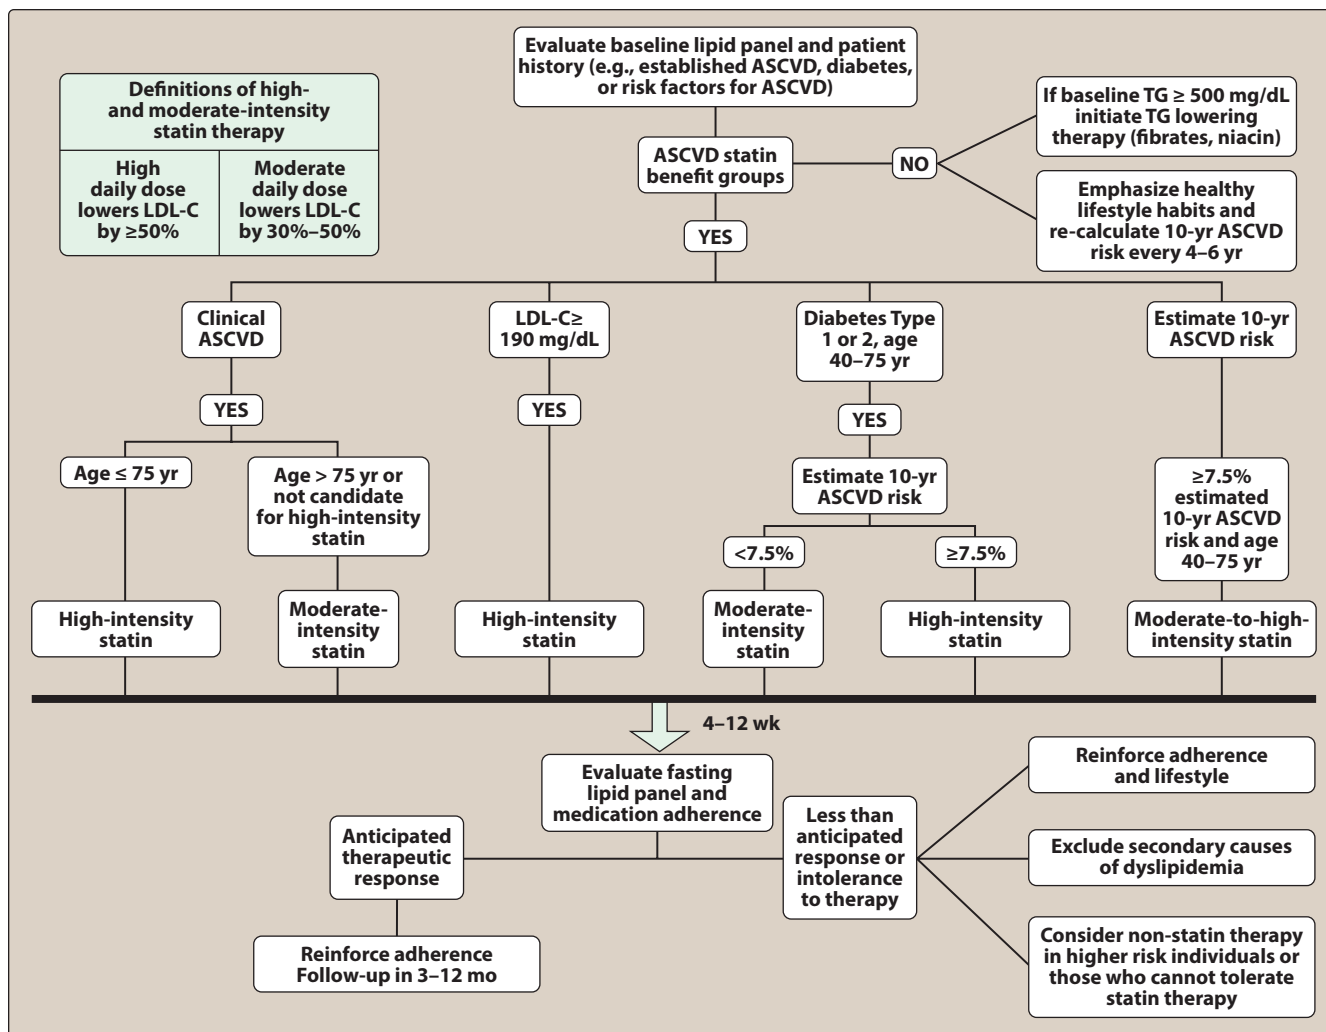 Evaluate baseline lipid panel and patient
history (e.g., established ASCVD, diabetes,
or risk factors for ASCVD)
Definitions of high-
and moderate-intensity
statin therapy
High
daily dose
lowers LDL-C
by ≥50%
Moderate
daily dose
lowers LDL-C
by 30%–50%
ASCVD statin
benefit groups
NO
If baseline TG ≥ 500 mg/dL
initiate TG lowering
therapy (fibrates, niacin)
Emphasize healthy
lifestyle habits and
re-calculate 10-yr ASCVD
risk every 4–6 yr
YES
Clinical
ASCVD
YES
Age ≤ 75 yr
High-intensity
statin
Age > 75 yr or
not candidate
for high-intensity
statin
Moderate-
intensity
statin
LDL-C≥
190 mg/dL
YES
High-intensity
statin
Diabetes Type
1 or 2, age
40–75 yr
YES
Estimate 10-yr
ASCVD risk
<7.5%
Moderate-
intensity
statin
≥7.5%
High-intensity
statin
Estimate 10-yr
ASCVD risk
≥7.5%
estimated
10-yr ASCVD
risk and age
40–75 yr
Moderate-to-high-
intensity statin
4–12 wk
Evaluate fasting
lipid panel and
medication adherence
Anticipated
therapeutic
response
Reinforce adherence
Follow-up in 3–12 mo
Less than
anticipated
response or
intolerance
to therapy
Reinforce adherence
and lifestyle
Exclude secondary causes
of dyslipidemia
Consider non-statin therapy
in higher risk individuals or
those who cannot tolerate
statin therapy